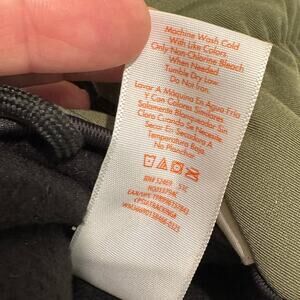 Machine Wash Cold
With Like Colors
Only Non-Chlorine Bleach
When Needed
Tumble Dry Low
Do Not Iron.
Lavar A Máquina En Agua Fría
Y Con Colores Similares
Solamente Blanqueador Sin
Cloro Cuando Se Necesite
Secar En Secadora A
Temperatura Baja
No Planchar
RN# 52469